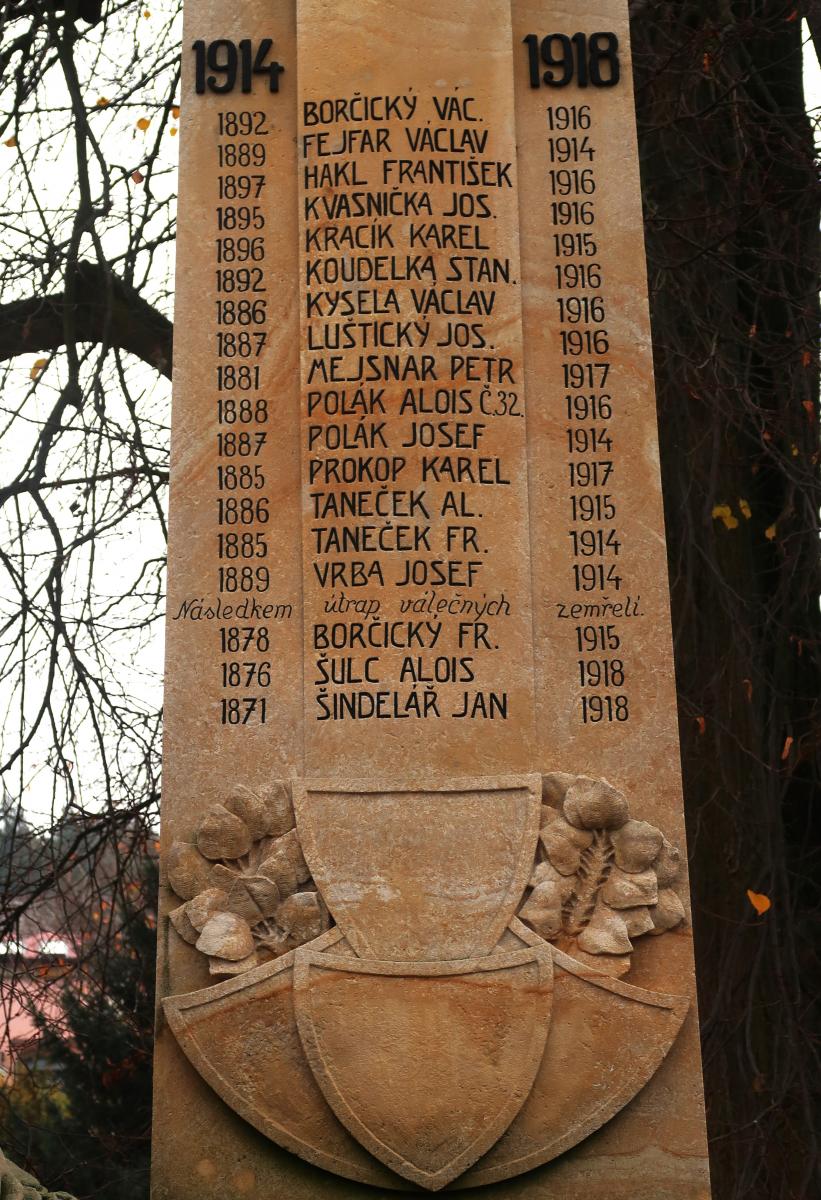 1914 1918
1892 BORČICKÝ VÁC. 1916
1889 FEJFAR VÁCLAV 1914
1897 HAKL FRANTIŠEK 1916
1895 KVASNIČKA JOS. 1916
1896 KRACÍK KAREL 1915
1892 KOUDELKA STAN. 1916
1886 KYSELA VÁCLAV 1916
1887 LUŠTICKÝ JOS. 1916
1881 MEJSNAR PETR 1917
1888 POLÁK ALOIS Č.32. 1916
1887 POLÁK JOSEF 1914
1885 PROKOP KAREL 1917
1886 TANEČEK AL. 1915
1885 TANEČEK FR. 1914
1889 VRBA JOSEF 1914
Následkem útrap válečných zemřeli.
1878 BORČICKÝ FR. 1915
1876 ŠULC ALOIS 1918
1871 ŠINDELÁŘ JAN 1918